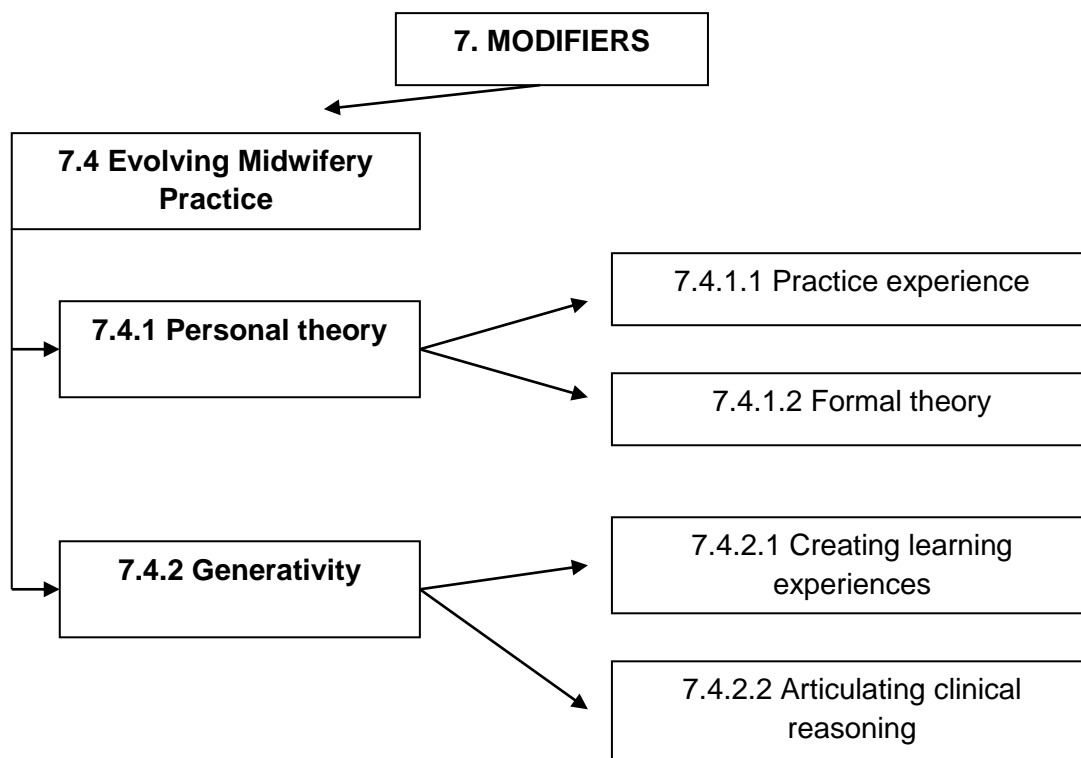 7. MODIFIERS
7.4 Evolving Midwifery
Practice
7.4.1 Personal theory
7.4.1.1 Practice experience
7.4.1.2 Formal theory
7.4.2 Generativity
7.4.2.1 Creating learning
experiences
7.4.2.2 Articulating clinical
reasoning